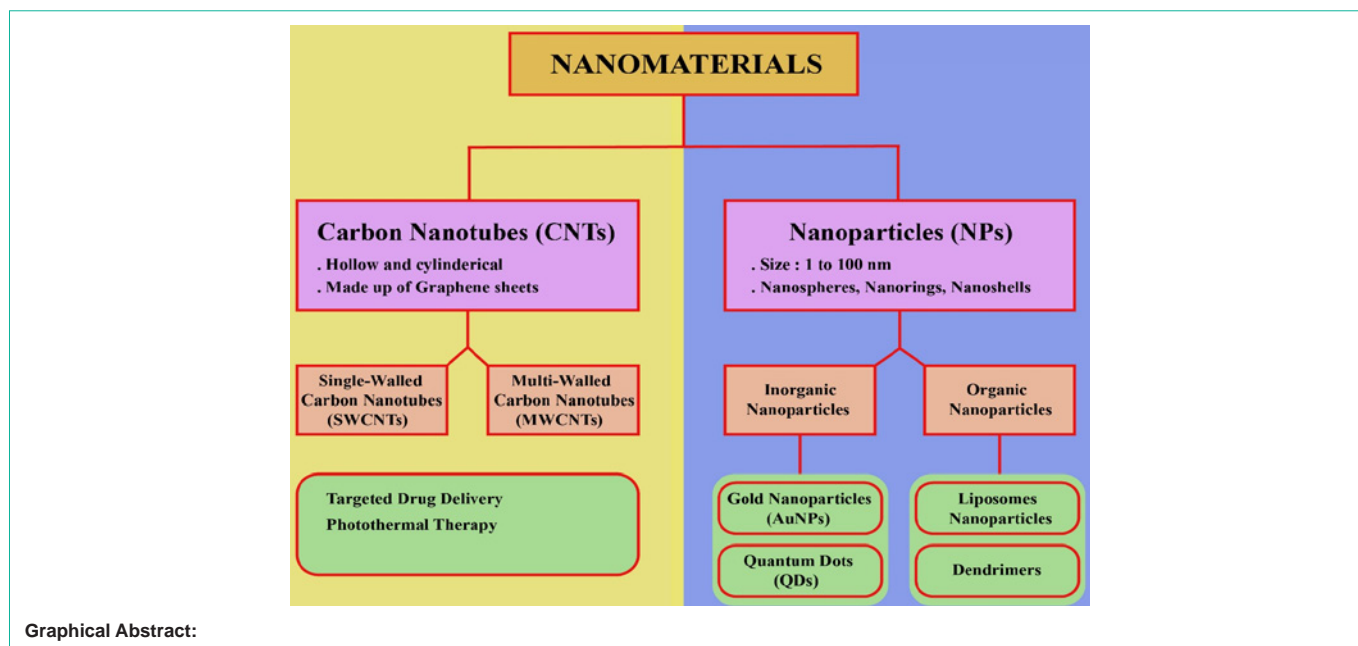 NANOMATERIALS
Carbon Nanotubes (CNTs)
. Hollow and cylinderical
. Made up of Graphene sheets
Nanoparticles (NPs)
. Size : 1 to 100 nm
. Nanospheres, Nanorings, Nanoshells
Single-Walled
Carbon Nanotubes
(SWCNTs)
Multi-Walled
Carbon Nanotubes
(MWCNTs)
Inorganic
Nanoparticles
Organic
Nanoparticles
Targeted Drug Delivery
Photothermal Therapy
Gold Nanoparticles
(AuNPs)
Quantum Dots
(QDs)
Liposomes
Nanoparticles
Dendrimers
Graphical Abstract: